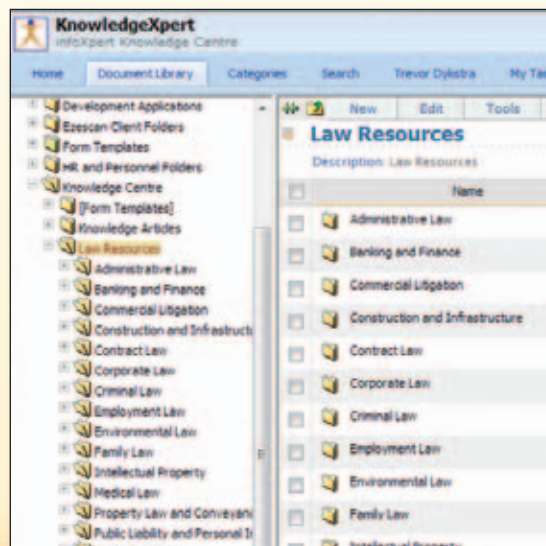 KnowledgeXpert
infoXpert Knowledge Centre
Home Document Library Categories Search Trevor Dykstra My Tas
Development Applications
Ezescan Client Folders
Form Templates
HR and Personnel Folders
Knowledge Centre
[Form Templates]
Knowledge Articles
Law Resources
Administrative Law
Banking and Finance
Commercial Litigation
Construction and Infrastructu
Contract Law
Corporate Law
Criminal Law
Employment Law
Environmental Law
Family Law
Intellectual Property
Medical Law
Property Law and Conveyanc
Public Liability and Personal In
New Edit Tools
Law Resources
Description: Law Resources
Name
Administrative Law
Banking and Finance
Commercial Litigation
Construction and Infrastructure
Contract Law
Corporate Law
Criminal Law
Employment Law
Environmental Law
Family Law
Intellectual Property